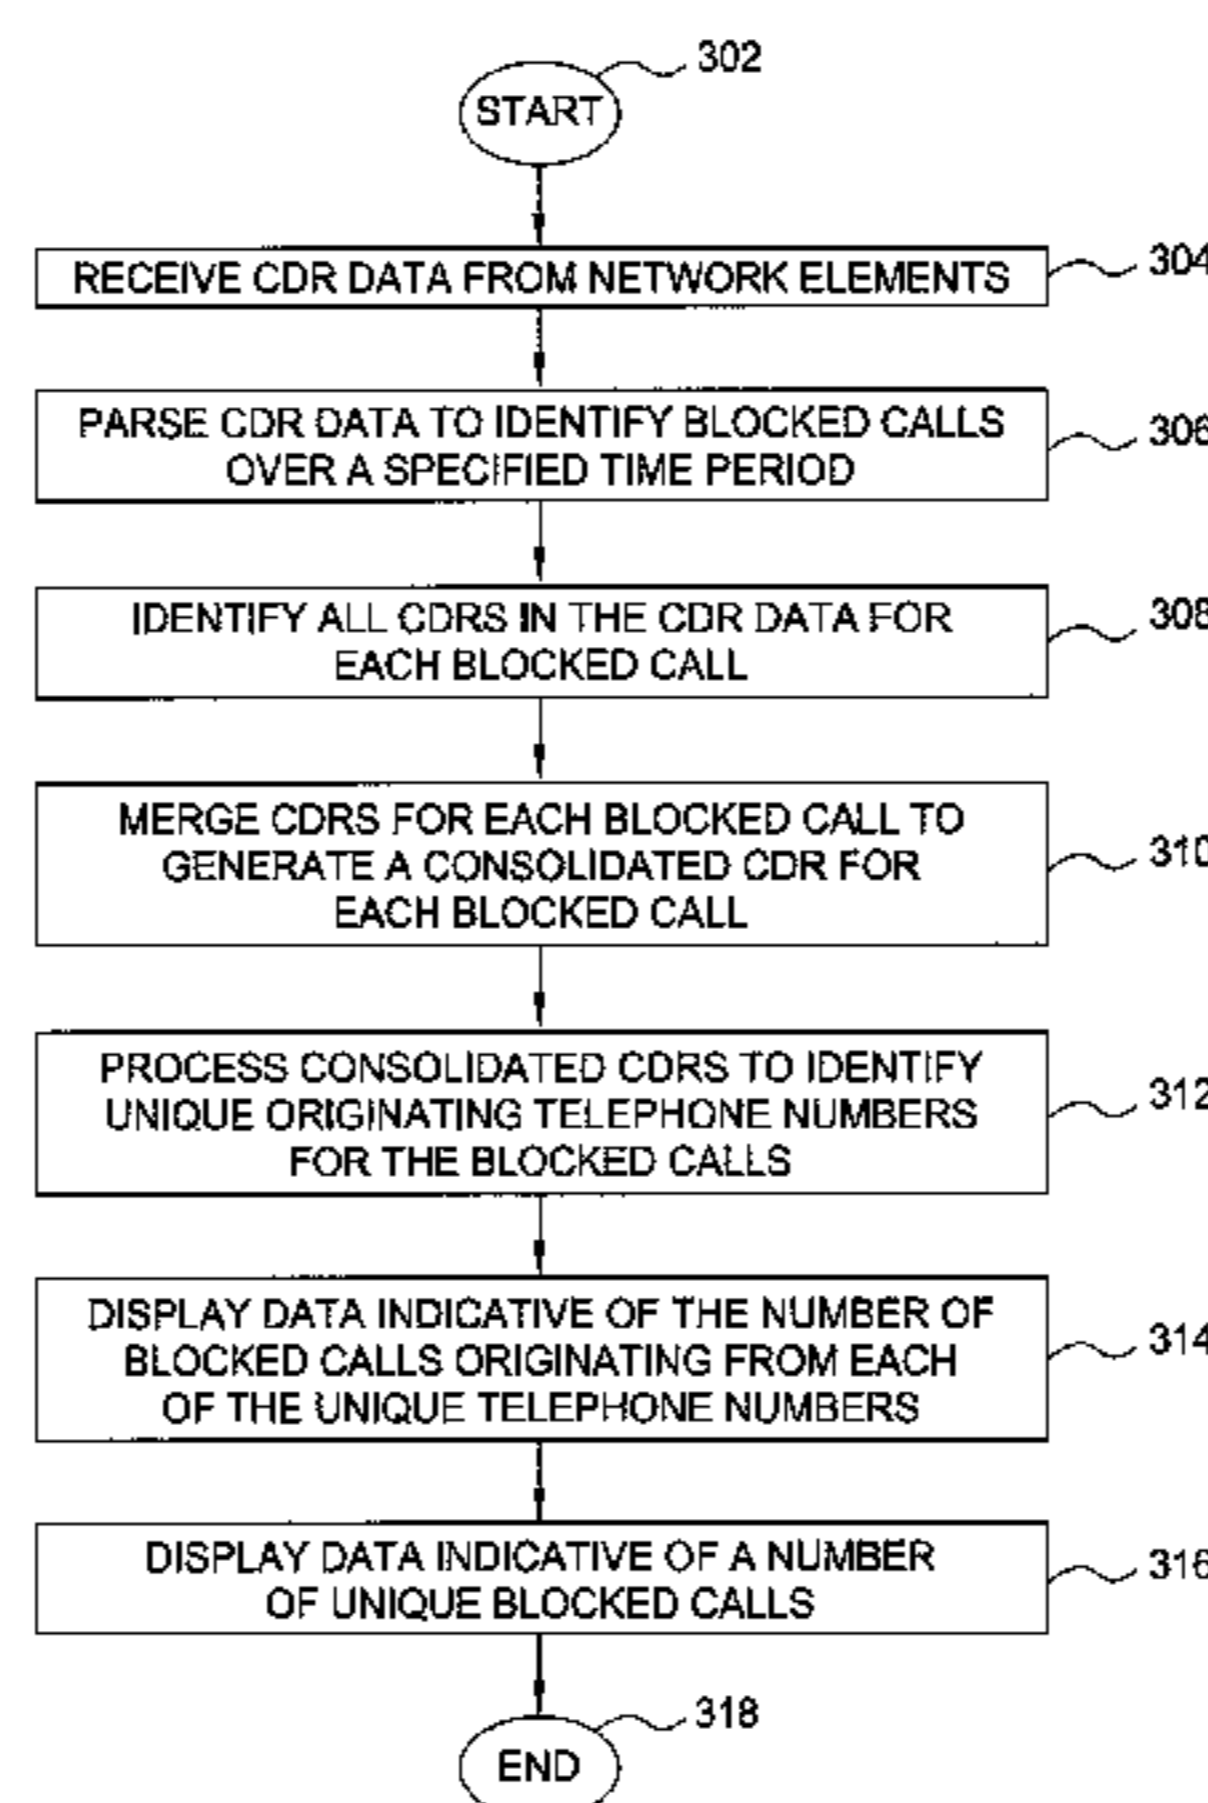 302
START
RECEIVE CDR DATA FROM NETWORK ELEMENTS
304
PARSE CDR DATA TO IDENTIFY BLOCKED CALLS
OVER A SPECIFIED TIME PERIOD
306
IDENTIFY ALL CDRS IN THE CDR DATA FOR
EACH BLOCKED CALL
308
MERGE CDRS FOR EACH BLOCKED CALL TO
GENERATE A CONSOLIDATED CDR FOR
EACH BLOCKED CALL
310
PROCESS CONSOLIDATED CDRS TO IDENTIFY
UNIQUE ORIGINATING TELEPHONE NUMBERS
FOR THE BLOCKED CALLS
312
DISPLAY DATA INDICATIVE OF THE NUMBER OF
BLOCKED CALLS ORIGINATING FROM EACH
OF THE UNIQUE TELEPHONE NUMBERS
314
DISPLAY DATA INDICATIVE OF A NUMBER
OF UNIQUE BLOCKED CALLS
316
318
END